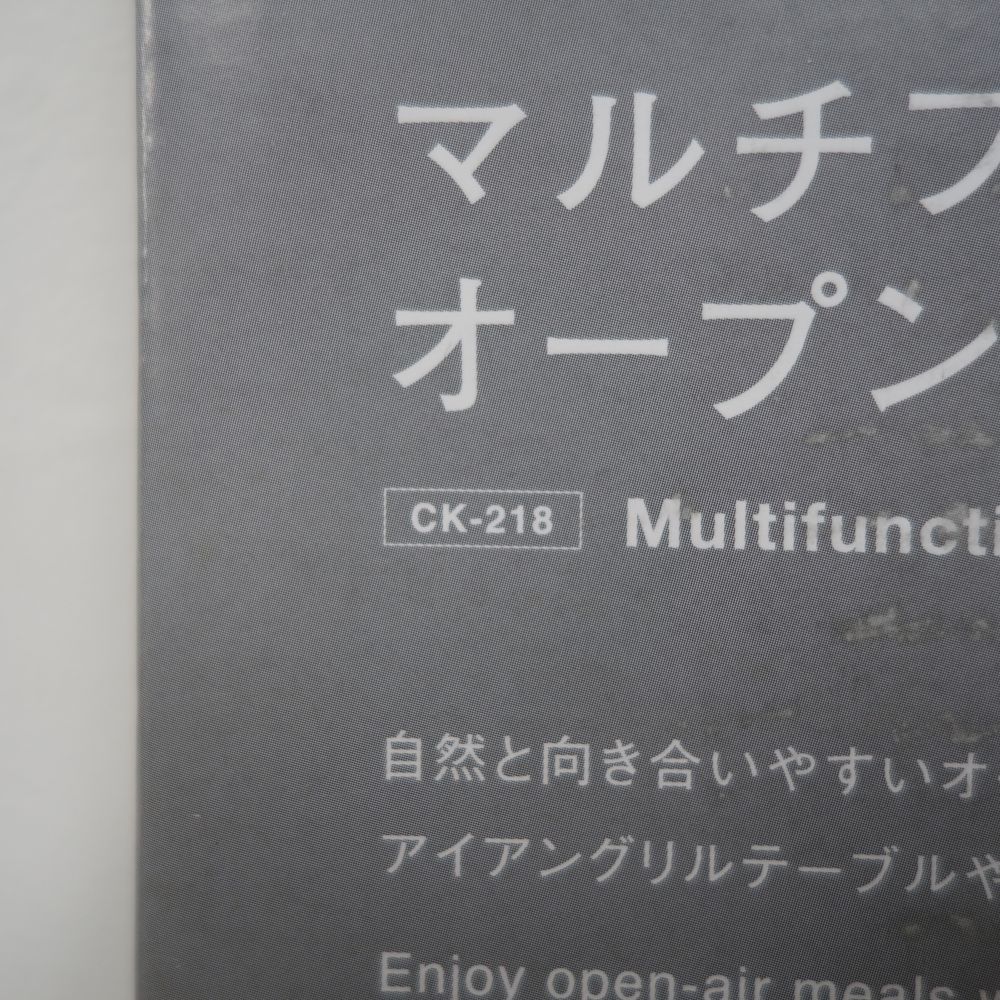 マルチフ
オープン
CK-218 Multifuncti
自然と向き合いやすいオ
アイアングリルテーブルや
Enjoy open-air meals